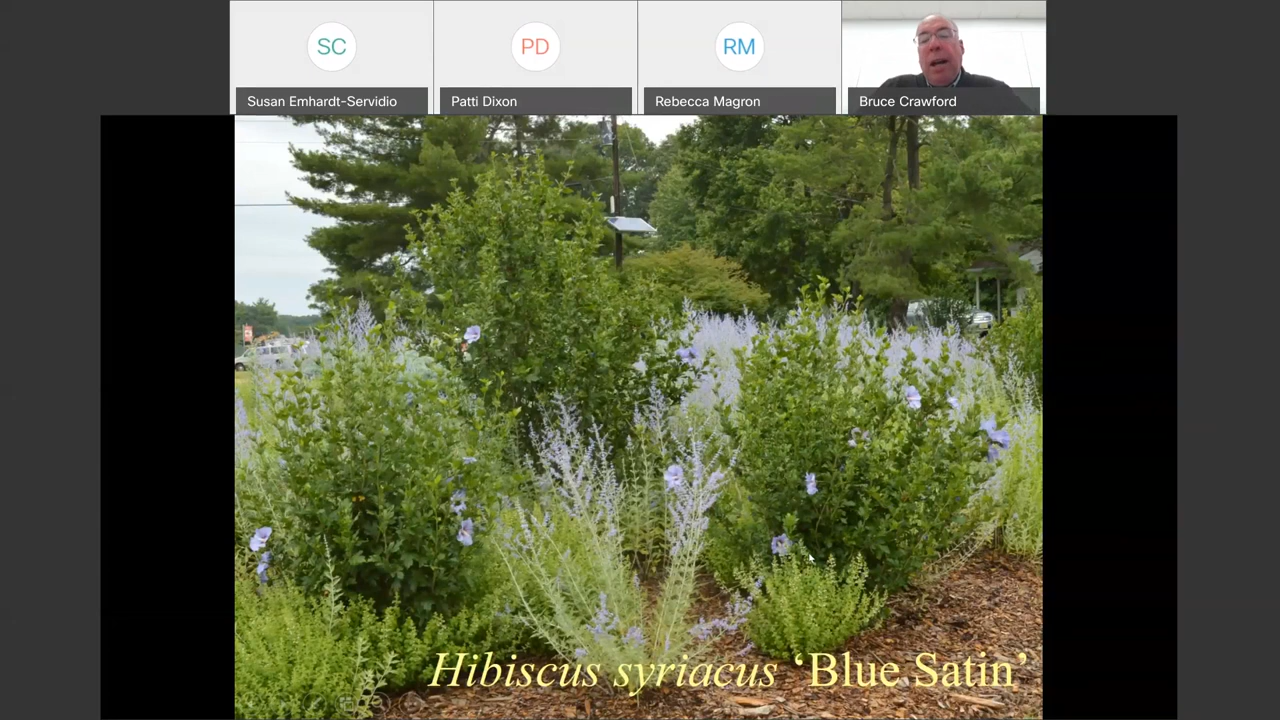 SC
PD
RM
Susan Emhardt-Servidio
Patti Dixon
Rebecca Magron
Bruce Crawford
Hibiscus syriacus ‘Blue Satin’